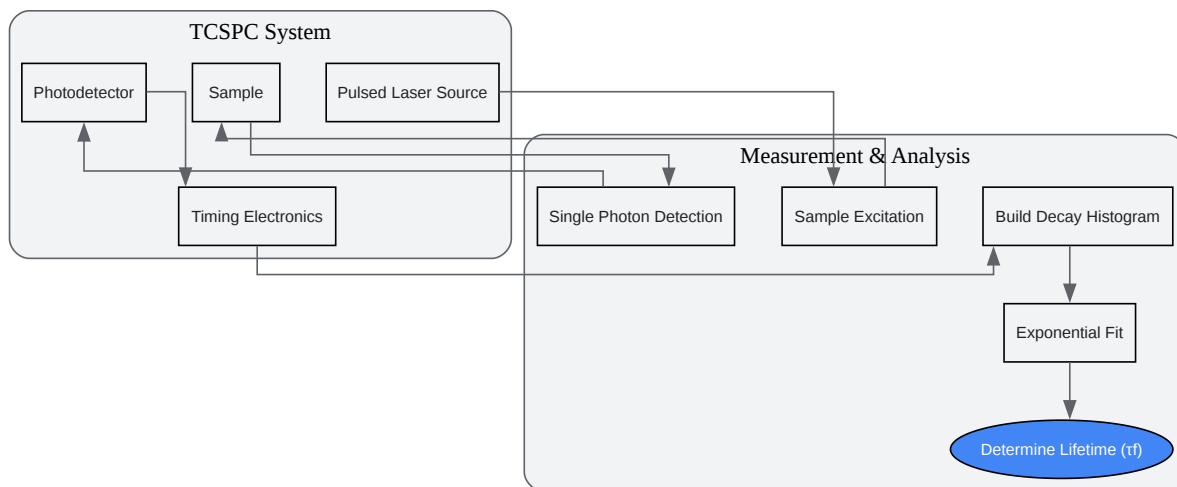 TCSPC System
Photodetector
Sample
Pulsed Laser Source
Timing Electronics
Measurement & Analysis
Single Photon Detection
Sample Excitation
Build Decay Histogram
Exponential Fit
Determine Lifetime (τf)